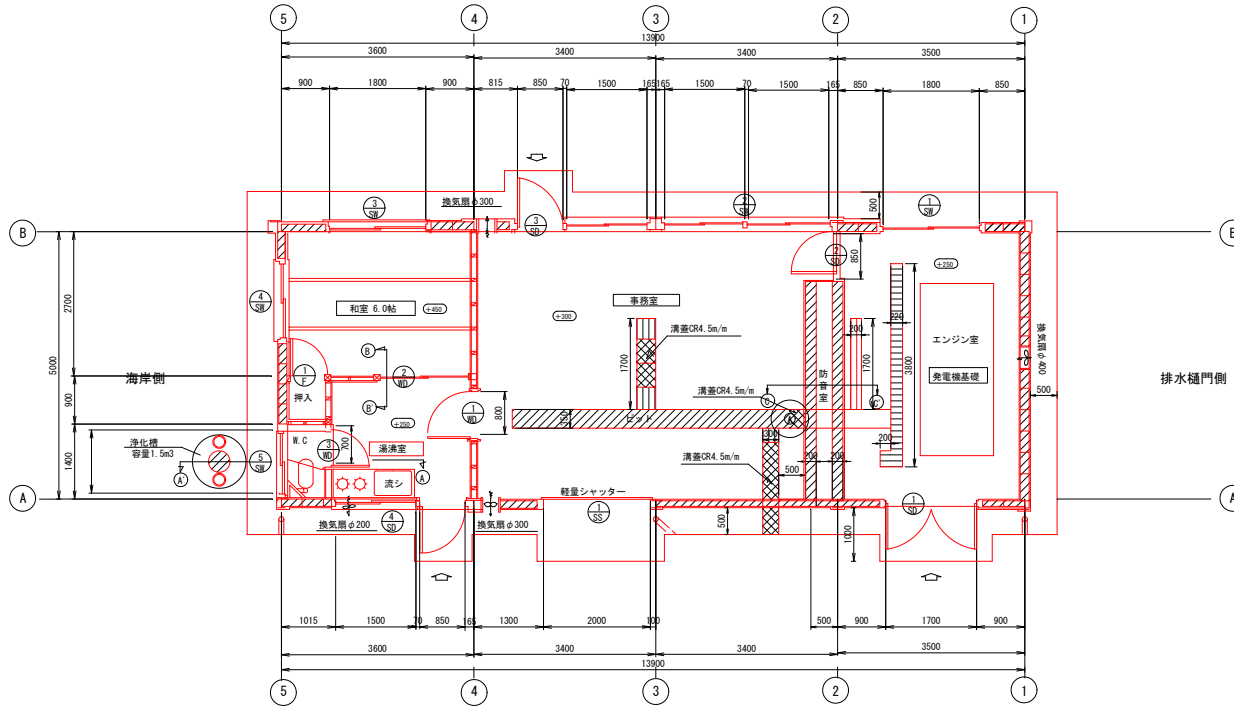 5
4
3
2
1
13900
3600
3400
3400
3500
900
1800
900
815
850
70
1500
165
165
1500
70
1500
165
850
1800
850
換気扇φ300
500
3
SW
3
SD
2
SW
1
SW
B
B
2
SD
850
+250
4
SW
和室 6.0帖
+450
+300
事務室
溝蓋CR4.5m/m
200
220
エンジン室
換気扇φ400
2700
5000
1700
1700
3800
海岸側
1
F
B
2
WD
溝蓋CR4.5m/m
防音室
発電機基礎
500
排水樋門側
押入
B'
900
+250
1
WD
800
350
ピット
C
C'
W.C
3
WD
700
湯沸室
300
200
浄化槽
容量1.5m3
A'
5
SW
A
溝蓋CR4.5m/m
500
200
200
1400
流シ
軽量シャッター
A
A
換気扇φ200
4
SD
換気扇φ300
1
SS
500
1000
1
SD
1015
1500
70
850
165
1300
2000
100
500
900
1700
900
3600
3400
3400
3500
13900
5
4
3
2
1